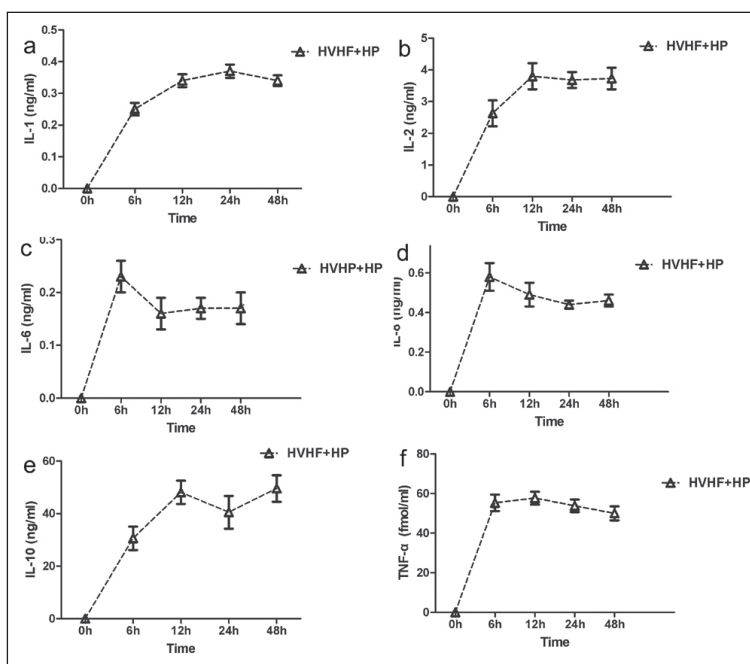 a
HVHF+HP
IL-1 (ng/ml)
0.5
0.4
0.3
0.2
0.1
0.0
0h 6h 12h 24h 48h
Time
b
HVHF+HP
IL-2 (ng/ml)
5
4
3
2
1
0
0h 6h 12h 24h 48h
Time
c
HVHP+HP
IL-6 (ng/ml)
0.3
0.2
0.1
0.0
0h 6h 12h 24h 48h
Time
d
HVHF+HP
(ng/ml)
0.6
0.4
0.2
0.0
0h 6h 12h 24h 48h
Time
e
HVHF+HP
IL-10 (ng/ml)
60
40
20
0
0h 6h 12h 24h 48h
Time
f
HVHF+HP
TNF-α (fmol/ml)
80
60
40
20
0
0h 6h 12h 24h 48h
Time